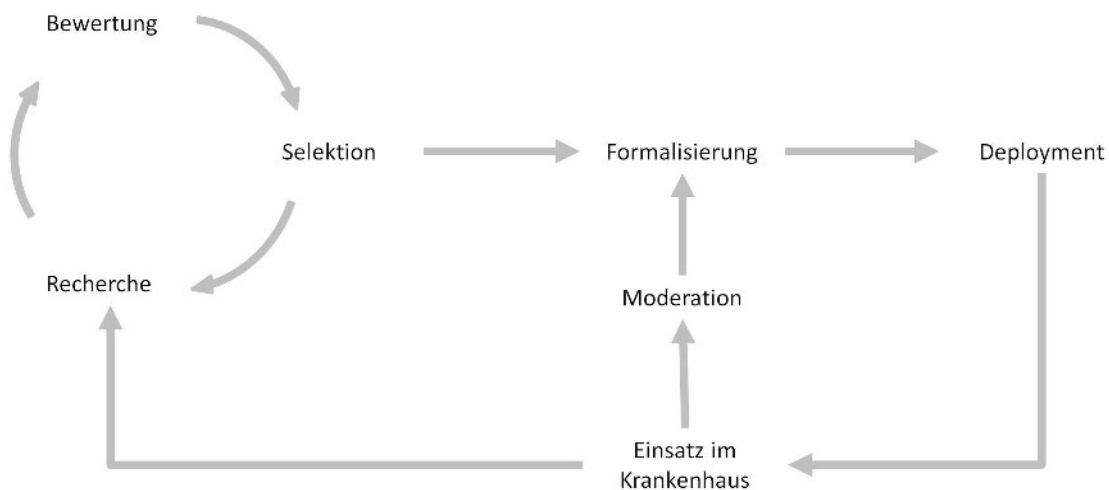 Bewertung
Selektion
Formalisierung
Deployment
Recherche
Moderation
Einsatz im
Krankenhaus